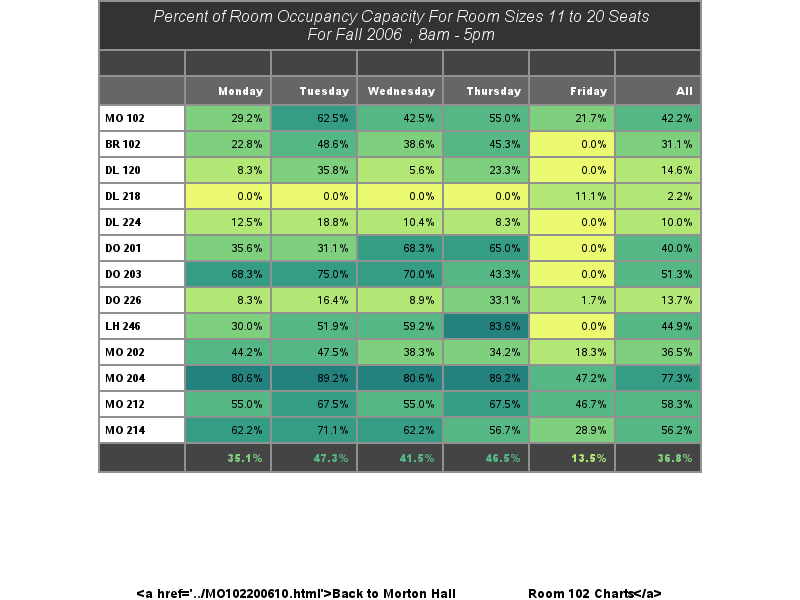 Percent of Room Occupancy Capacity For Room Sizes 11 to 20 Seats
For Fall 2006 , 8am - 5pm
Monday Tuesday Wednesday Thursday Friday All
MO 102 29.2% 62.5% 42.5% 55.0% 21.7% 42.2%
BR 102 22.8% 48.6% 38.6% 45.3% 0.0% 31.1%
DL 120 8.3% 35.8% 5.6% 23.3% 0.0% 14.6%
DL 218 0.0% 0.0% 0.0% 0.0% 11.1% 2.2%
DL 224 12.5% 18.8% 10.4% 8.3% 0.0% 10.0%
DO 201 35.6% 31.1% 68.3% 65.0% 0.0% 40.0%
DO 203 68.3% 75.0% 70.0% 43.3% 0.0% 51.3%
DO 226 8.3% 16.4% 8.9% 33.1% 1.7% 13.7%
LH 246 30.0% 51.9% 59.2% 83.6% 0.0% 44.9%
MO 202 44.2% 47.5% 38.3% 34.2% 18.3% 36.5%
MO 204 80.6% 89.2% 80.6% 89.2% 47.2% 77.3%
MO 212 55.0% 67.5% 55.0% 67.5% 46.7% 58.3%
MO 214 62.2% 71.1% 62.2% 56.7% 28.9% 56.2%
35.1% 47.3% 41.5% 46.5% 13.5% 36.8%
<a href='../MO102200610.html'>Back to Morton Hall Room 102 Charts</a>